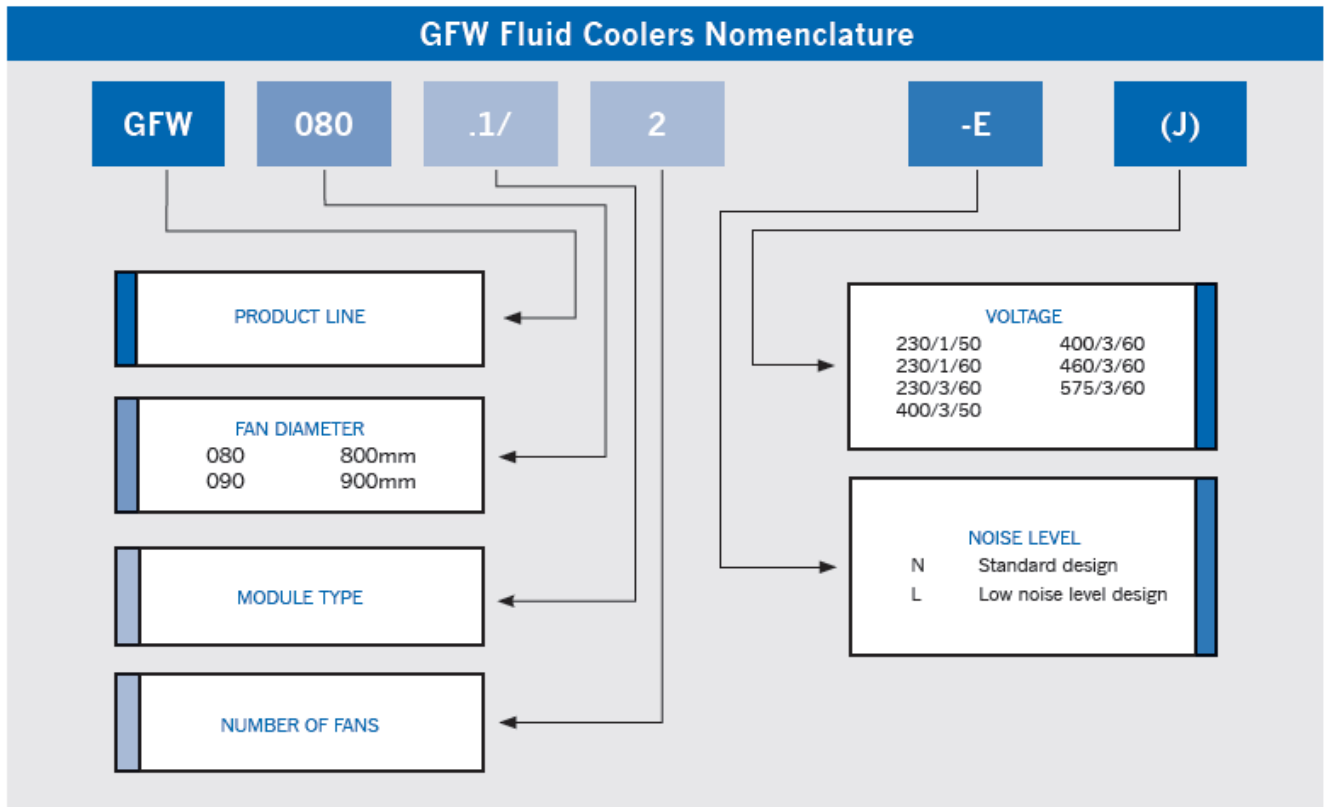 GFW Fluid Coolers Nomenclature
GFW 080 .1/ 2 -E (J)
PRODUCT LINE
FAN DIAMETER
080 800mm
090 900mm
MODULE TYPE
NUMBER OF FANS
VOLTAGE
230/1/50 400/3/60
230/1/60 460/3/60
230/3/60 575/3/60
400/3/50
NOISE LEVEL
N Standard design
L Low noise level design